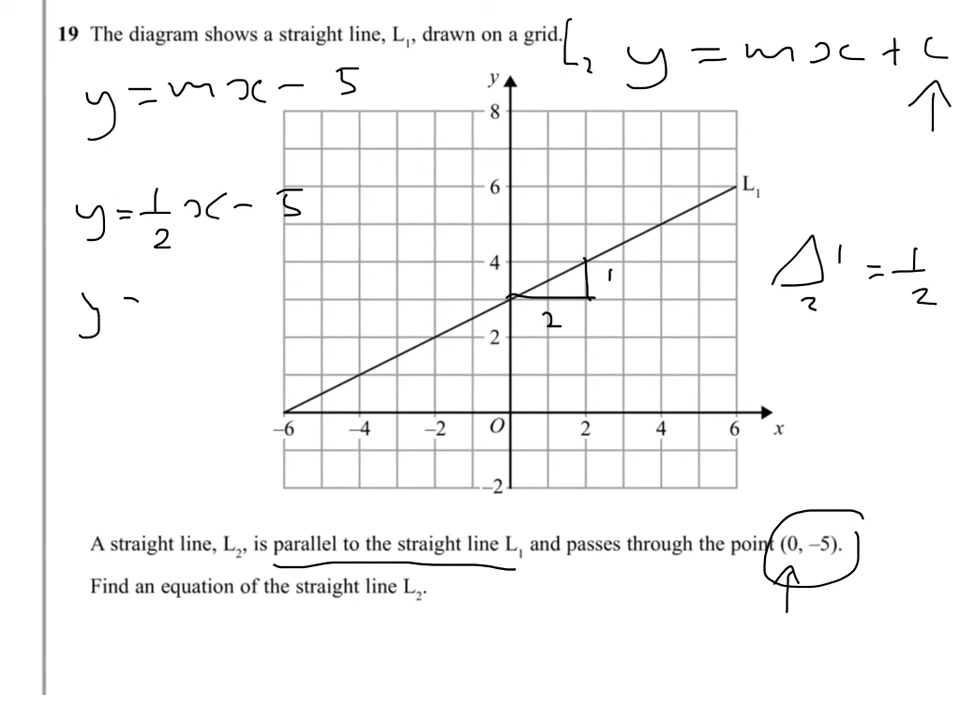 19 The diagram shows a straight line, L₁, drawn on a grid.
L₂ y = mx + c
y = mx - 5
y
8
6
L₁
y = 1/2 x - 5
4
1
1 = 1/2
2
y =
2
2
-6 -4 -2 O 2 4 6 x
-2
A straight line, L₂, is parallel to the straight line L₁ and passes through the point (0, –5).
Find an equation of the straight line L₂.